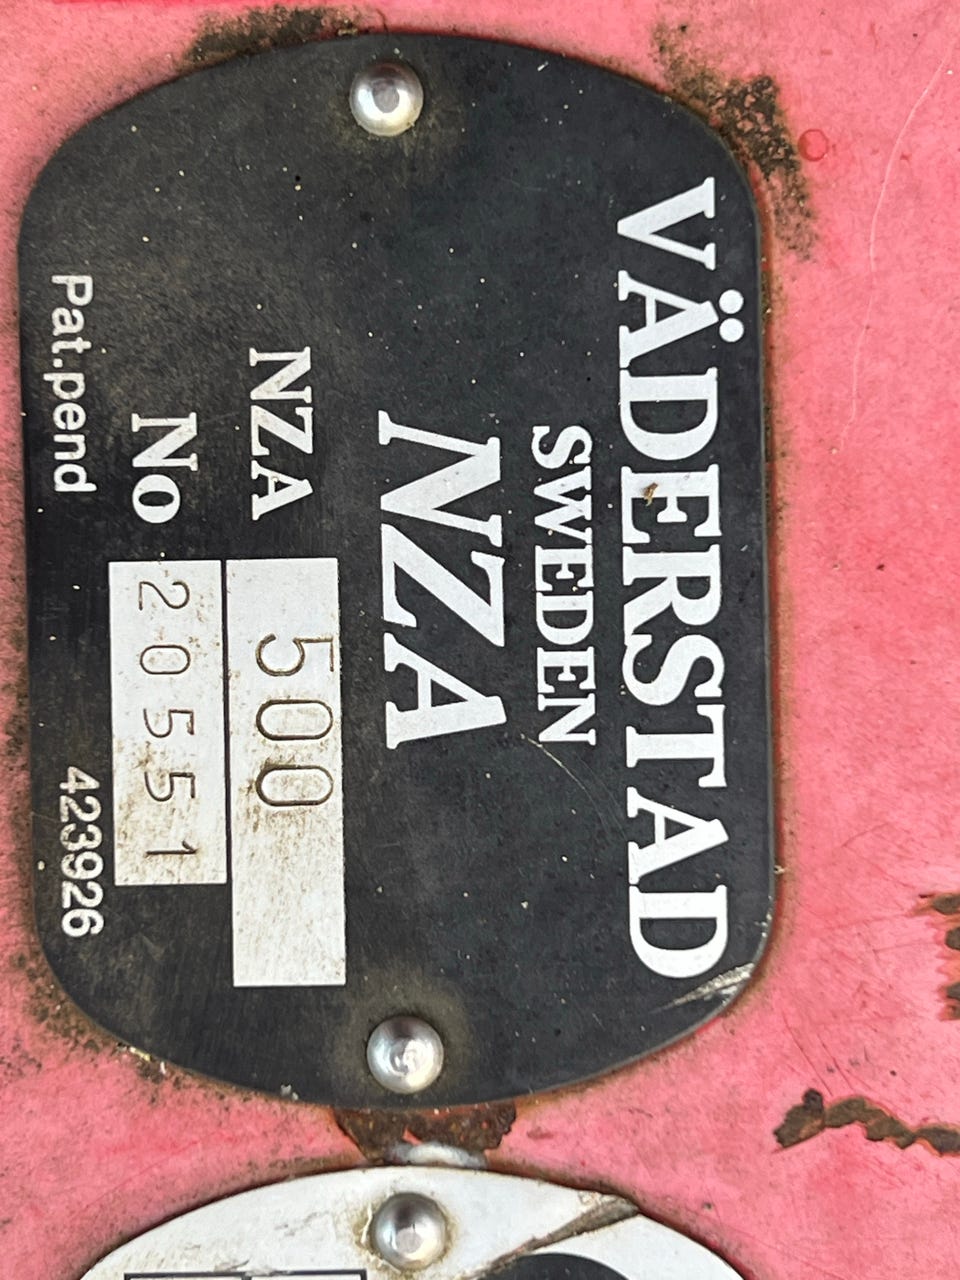 VÄDERSTAD
SWEDEN
NZA
NZA 500
No 20551
Pat.pend 423926